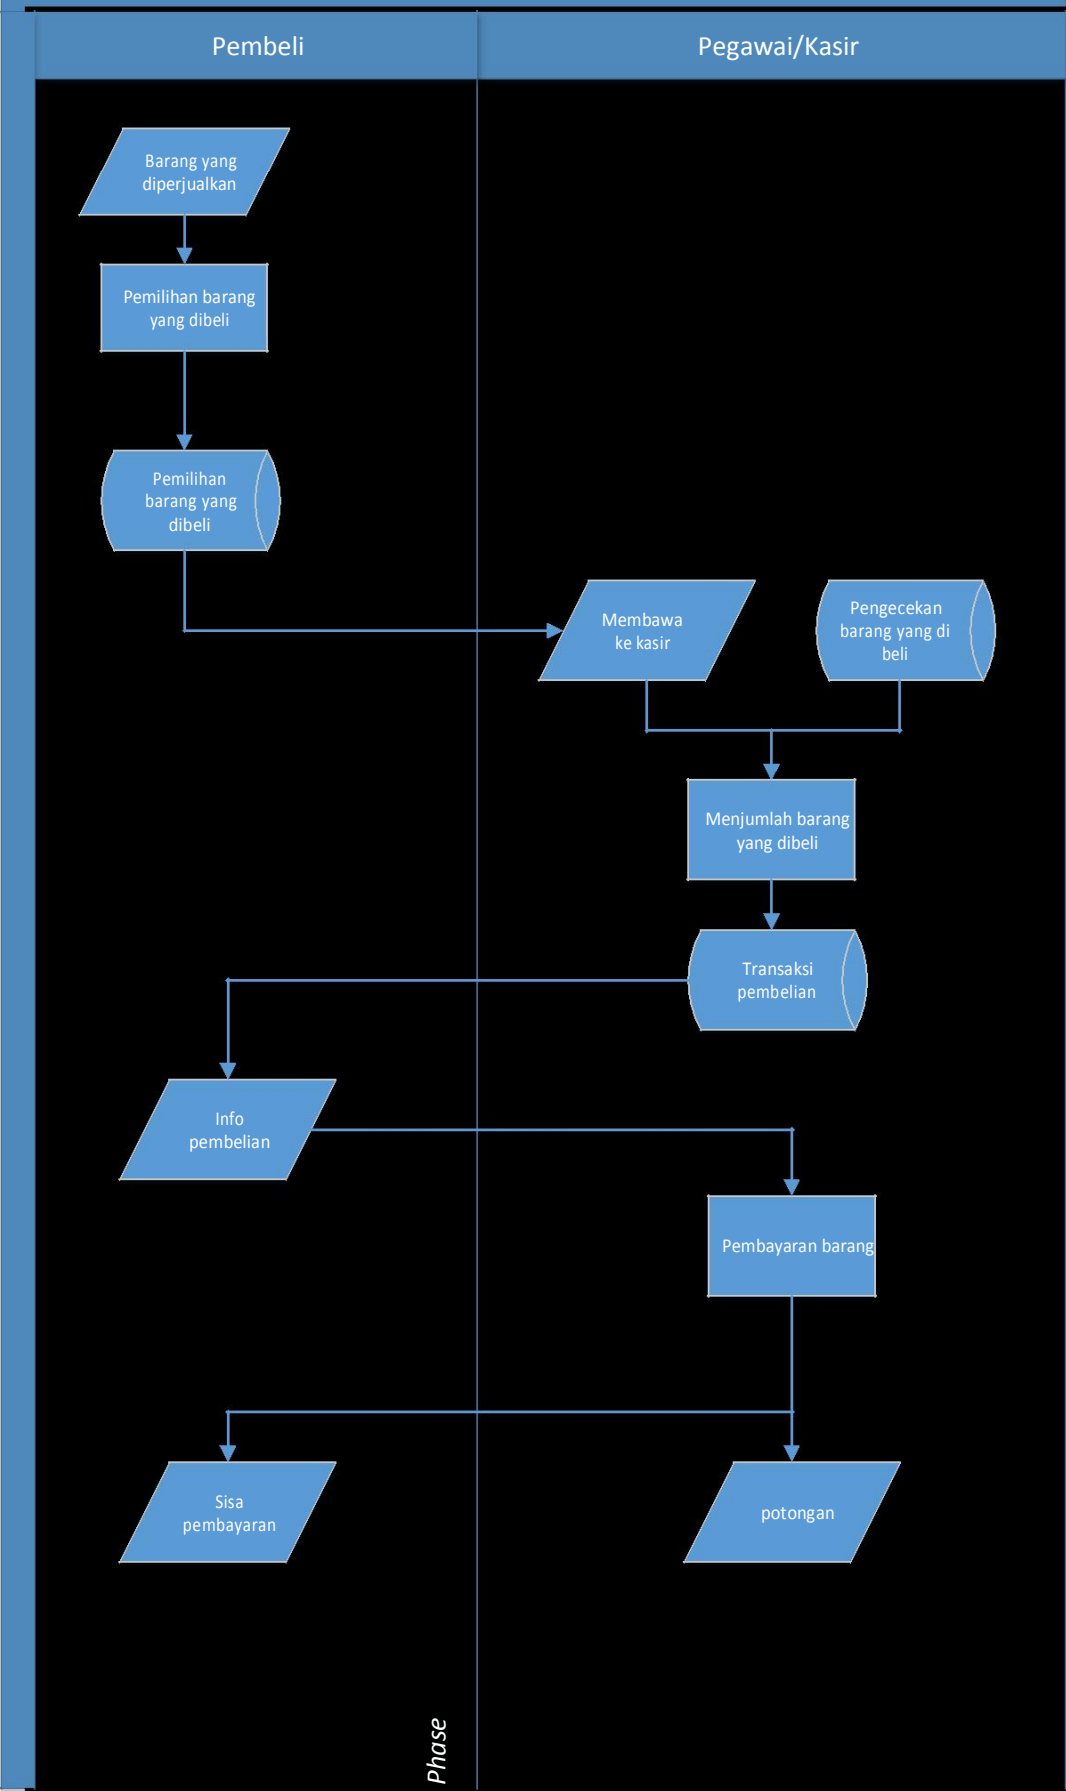 Pembeli
Pegawai/Kasir
Barang yang
diperjualkan
Pemilihan barang
yang dibeli
Pemilihan
barang yang
dibeli
Membawa
ke kasir
Pengecekan
barang yang di
beli
Menjumlah barang
yang dibeli
Transaksi
pembelian
Info
pembelian
Pembayaran barang
Sisa
pembayaran
potongan
Phase